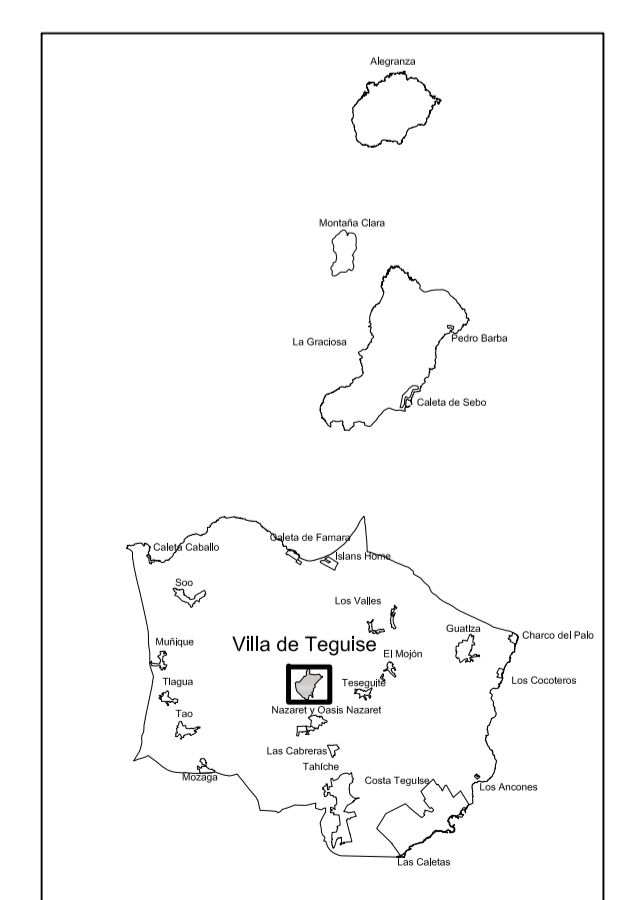 Alegranza
Montaña Clara
La Graciosa
Pedro Barba
Caleta de Sebo
Caleta de Famara
Caleta Caballo
Islans Home
Soo
Los Valles
Guatiza
Charco del Palo
Muñique
Villa de Teguise
El Mojón
Los Cocoteros
Tiagua
Teseguite
Nazaret y Oasis Nazaret
Tao
Las Cabreras
Tahíche
Mozaga
Costa Teguise
Los Ancones
Las Caletas